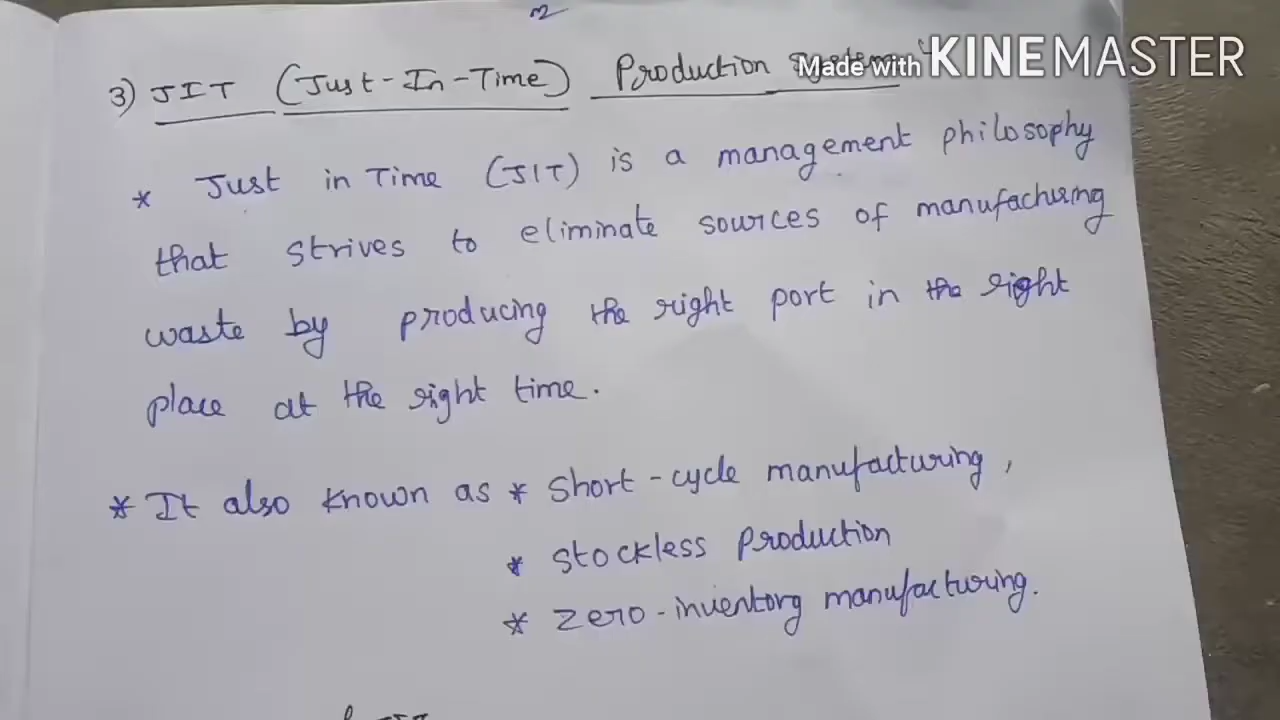 3) JIT (Just-In-Time) Production
Made with KINEMASTER
* Just in Time (JIT) is a management philosophy
that strives to eliminate sources of manufacturing
waste by producing the right part in the right
place at the right time.
* It also known as * Short-cycle manufacturing,
* Stockless production
* Zero-inventory manufacturing.